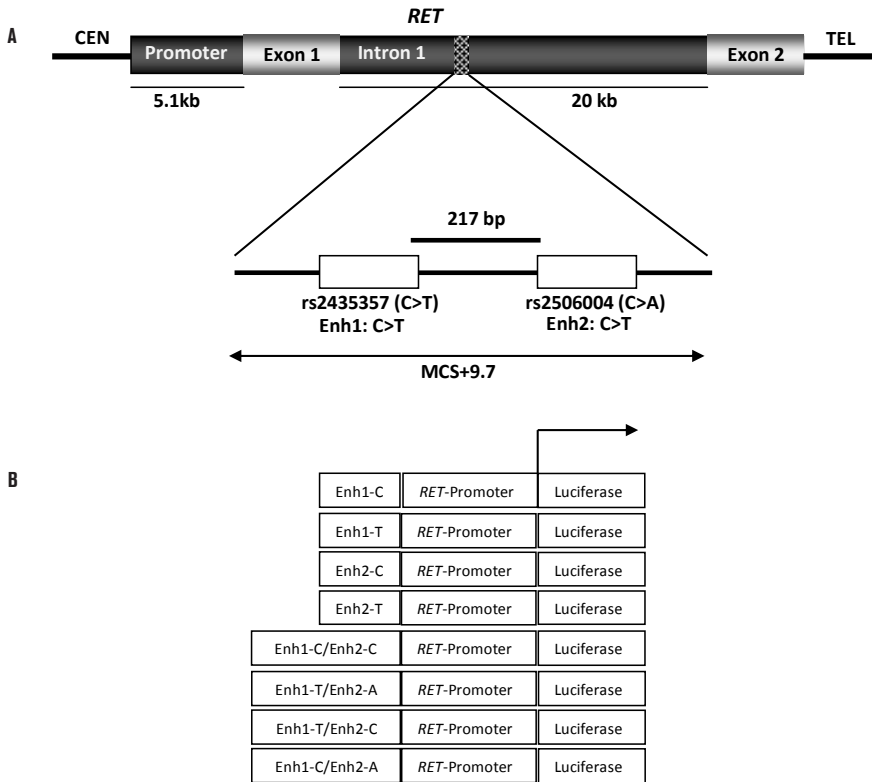 RET
A
CEN
Promoter
Exon 1
Intron 1
Exon 2
TEL
5.1kb
20 kb
217 bp
rs2435357 (C>T)
Enh1: C>T
rs2506004 (C>A)
Enh2: C>T
MCS+9.7
B
Enh1-C RET-Promoter Luciferase
Enh1-T RET-Promoter Luciferase
Enh2-C RET-Promoter Luciferase
Enh2-T RET-Promoter Luciferase
Enh1-C/Enh2-C RET-Promoter Luciferase
Enh1-T/Enh2-A RET-Promoter Luciferase
Enh1-T/Enh2-C RET-Promoter Luciferase
Enh1-C/Enh2-A RET-Promoter Luciferase